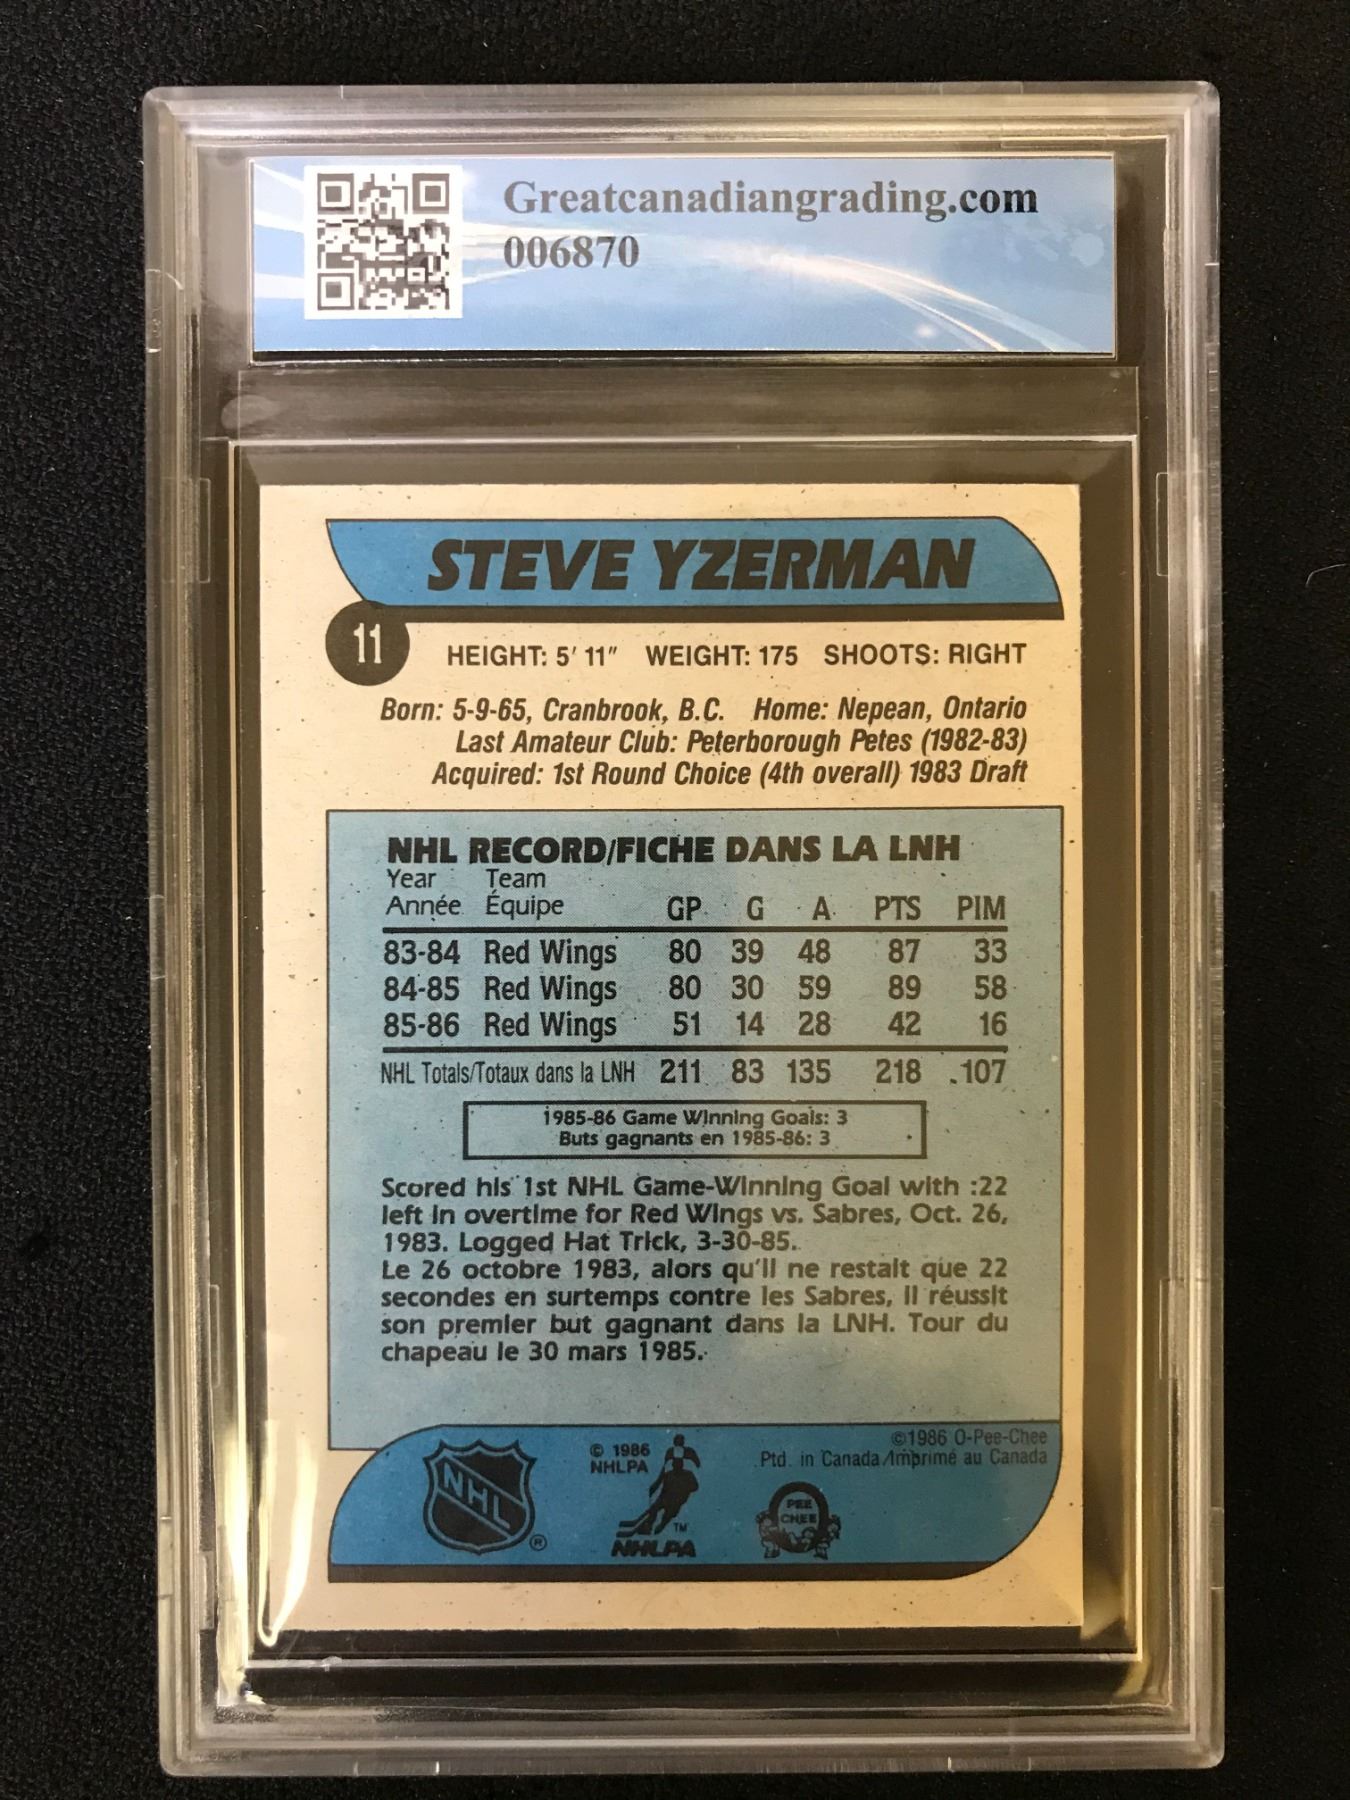 Greatcanadiangrading.com
006870
STEVE YZERMAN
11
HEIGHT: 5' 11" WEIGHT: 175 SHOOTS: RIGHT
Born: 5-9-65, Cranbrook, B.C. Home: Nepean, Ontario
Last Amateur Club: Peterborough Petes (1982-83)
Acquired: 1st Round Choice (4th overall) 1983 Draft
NHL RECORD/FICHE DANS LA LNH
Year Team
Année Équipe GP G A PTS PIM
83-84 Red Wings 80 39 48 87 33
84-85 Red Wings 80 30 59 89 58
85-86 Red Wings 51 14 28 42 16
NHL Totals/Totaux dans la LNH 211 83 135 218 107
1985-86 Game Winning Goals: 3
Buts gagnants en 1985-86: 3
Scored his 1st NHL Game-Winning Goal with :22
left in overtime for Red Wings vs. Sabres, Oct. 26,
1983. Logged Hat Trick, 3-30-85.
Le 26 octobre 1983, alors qu'il ne restait que 22
secondes en surtemps contre les Sabres, il réussit
son premier but gagnant dans la LNH. Tour du
chapeau le 30 mars 1985.
©1986 O-Pee-Chee
Ptd. in Canada/Imprimé au Canada
© 1986
NHLPA
NHL
®
TM
NHLPA
PEE
CHEE